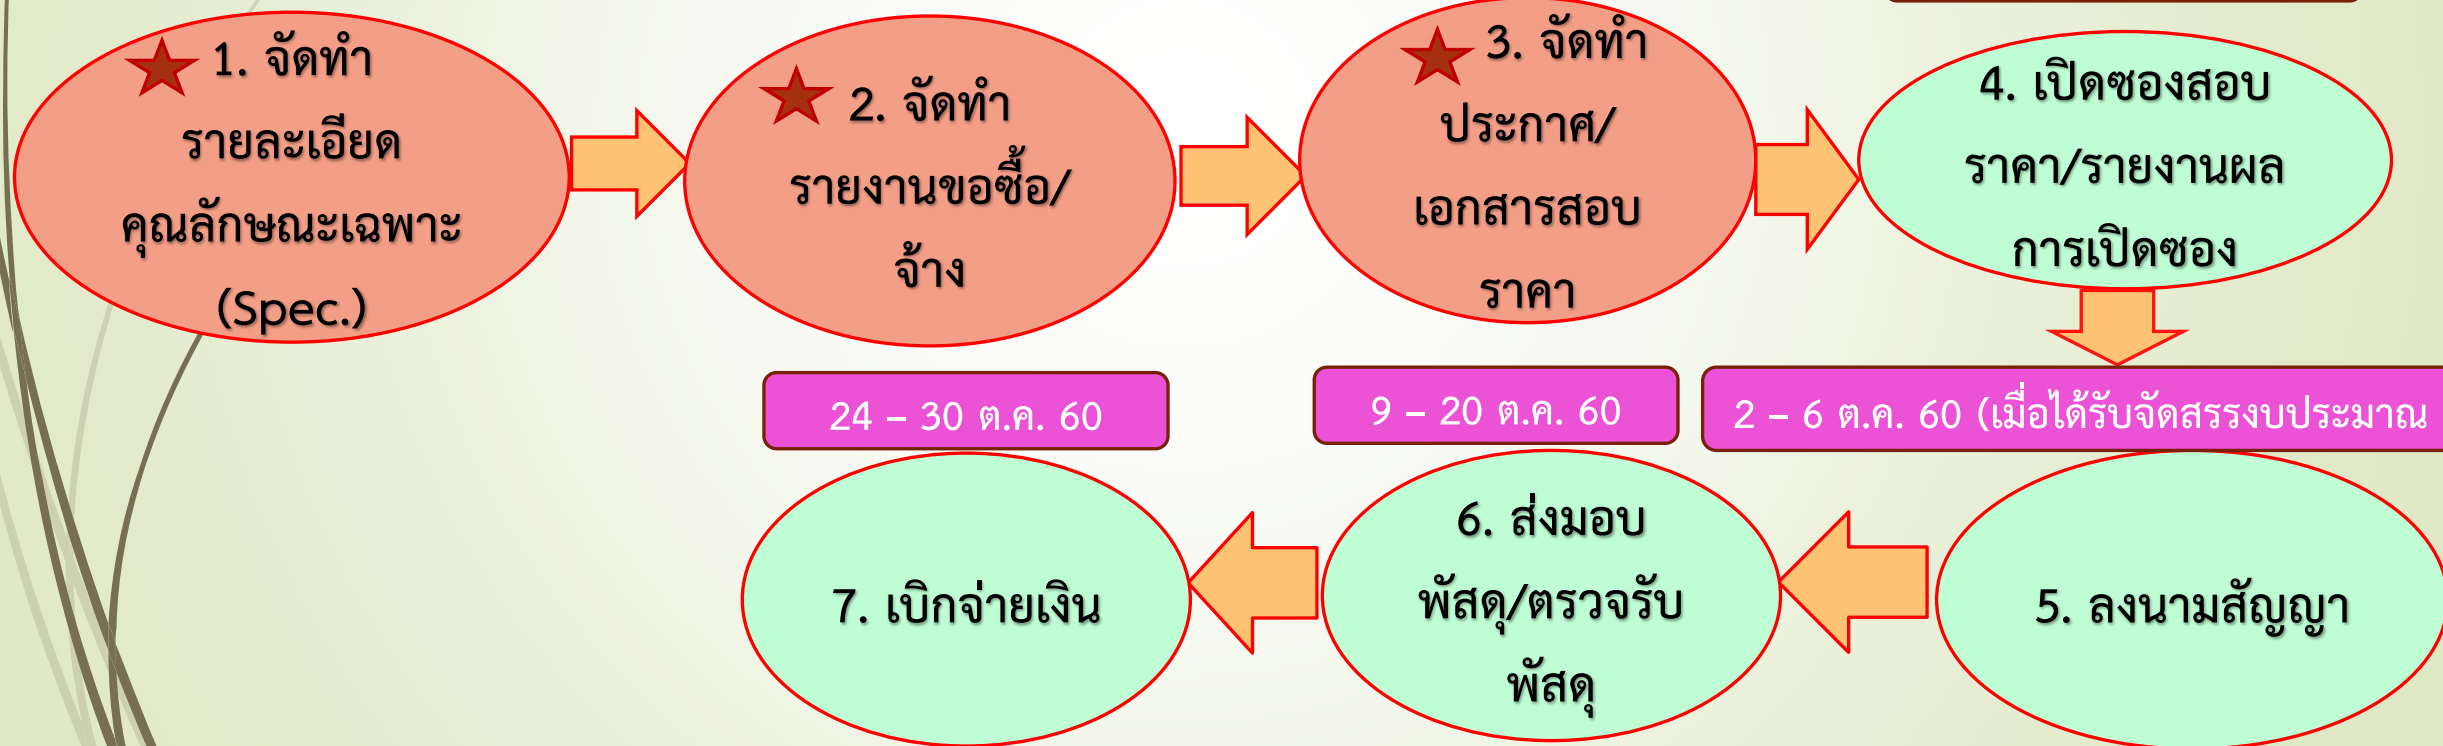 1. จัดทำ
รายละเอียด
คุณลักษณะเฉพาะ
(Spec.)
2. จัดทำ
รายงานขอซื้อ/
จ้าง
3. จัดทำ
ประกาศ/
เอกสารสอบ
ราคา
4. เปิดซองสอบ
ราคา/รายงานผล
การเปิดซอง
24 – 30 ต.ค. 60
9 – 20 ต.ค. 60
2 – 6 ต.ค. 60 (เมื่อได้รับจัดสรรงบประมาณ
7. เบิกจ่ายเงิน
6. ส่งมอบ
พัสดุ/ตรวจรับ
พัสดุ
5. ลงนามสัญญา